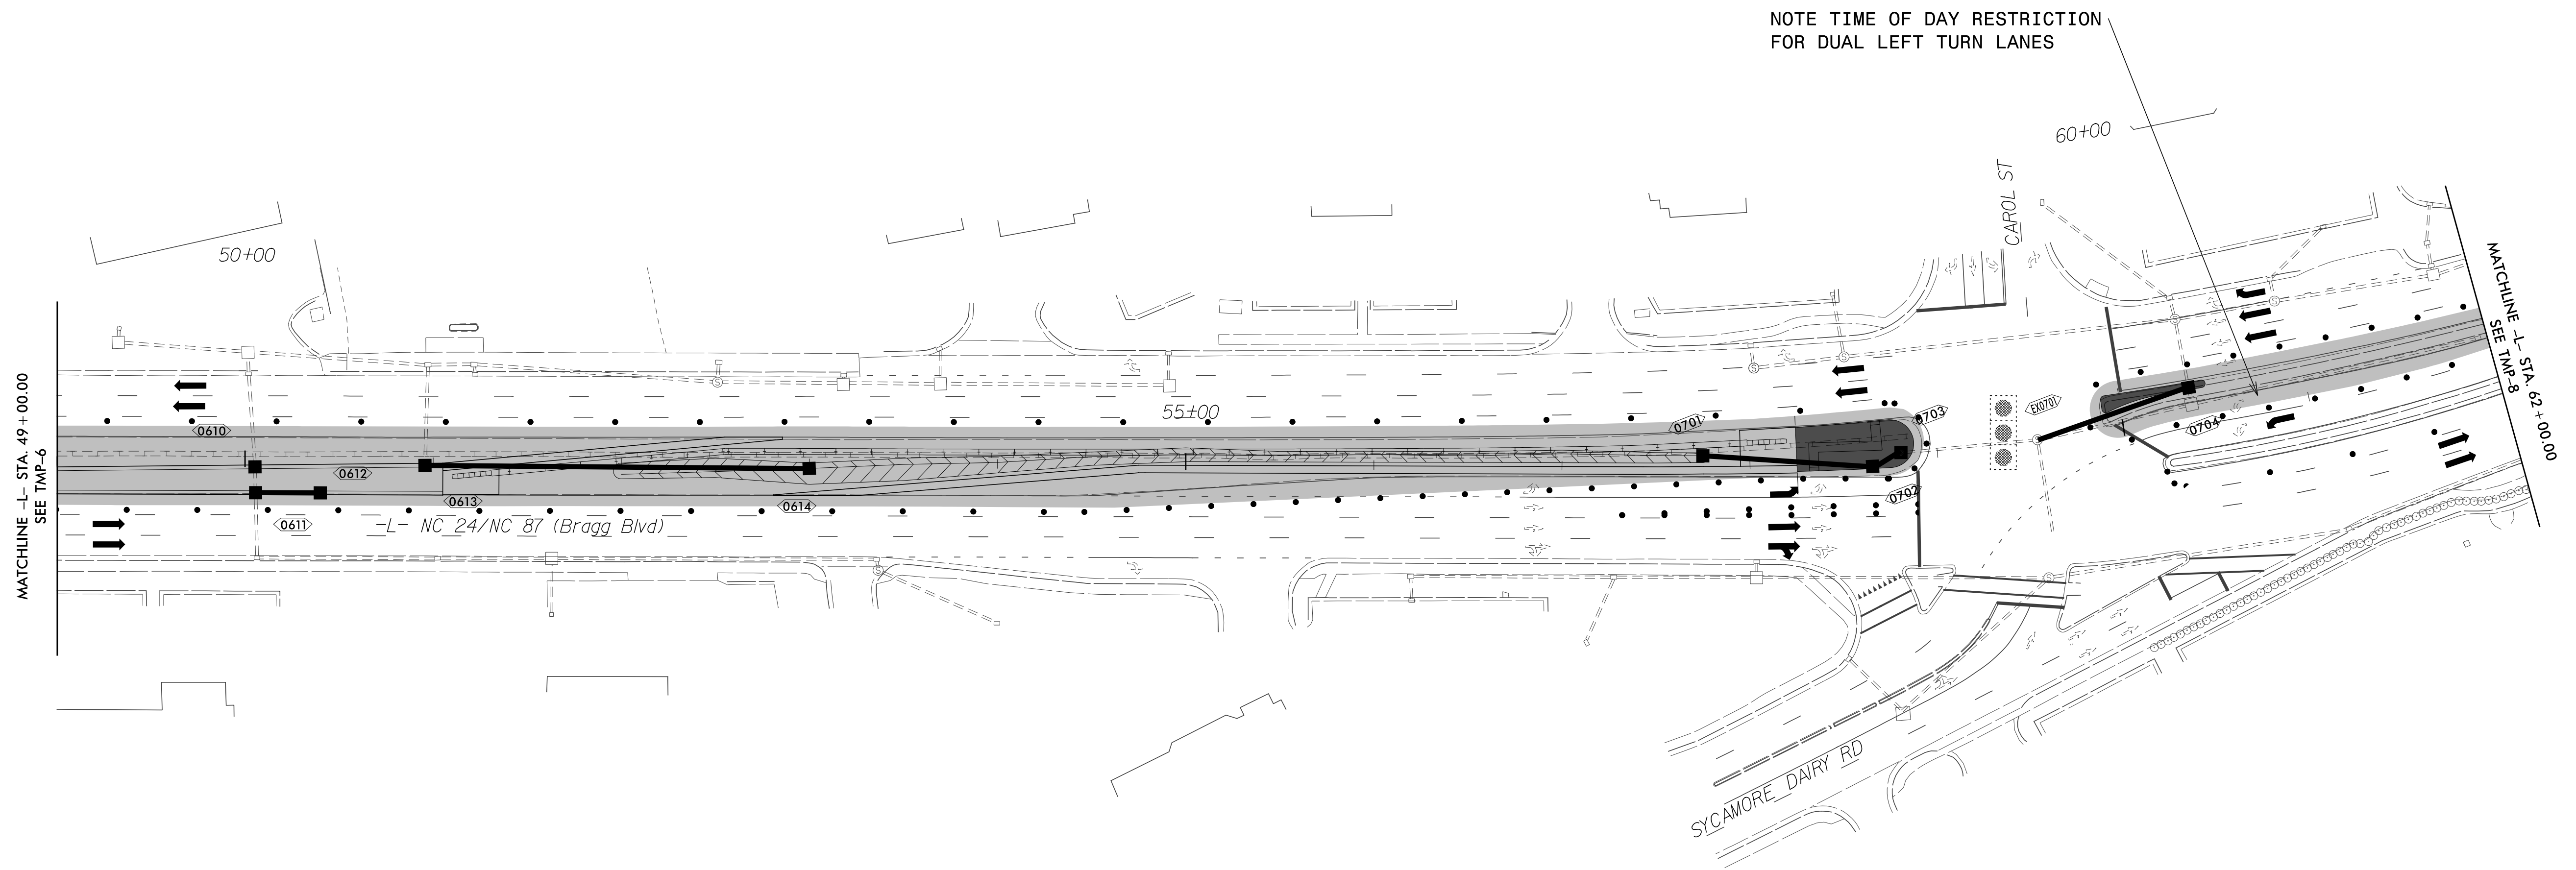 NOTE TIME OF DAY RESTRICTION
FOR DUAL LEFT TURN LANES
60+00
CAROL ST
50+00
MATCHLINE -L- STA. 49+00.00
SEE TMP-6
MATCHLINE -L- STA. 62+00.00
SEE TMP-8
55+00
0610
0612
0613
0611
0614
-L- NC 24/NC 87 (Bragg Blvd)
0701
0703
0702
EX0701
0704
S
S
S
S
S
S
S
S
SYCAMORE DAIRY RD